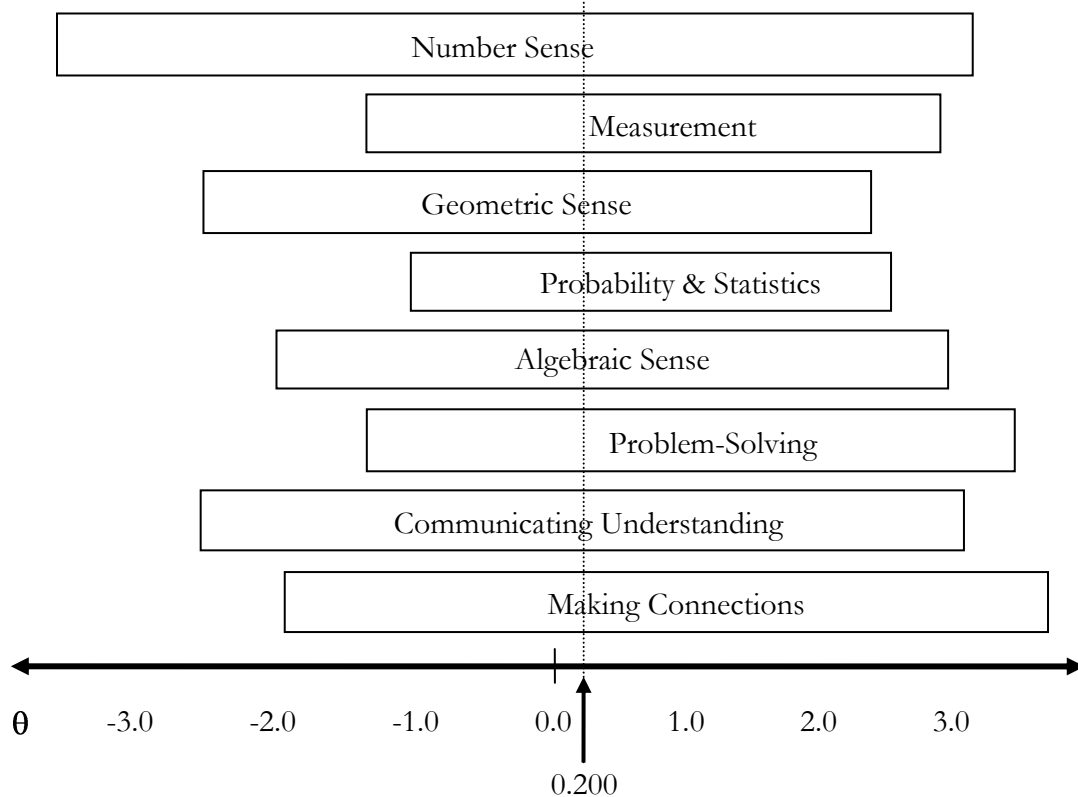 Number Sense
Measurement
Geometric Sense
Probability & Statistics
Algebraic Sense
Problem-Solving
Communicating Understanding
Making Connections
θ -3.0 -2.0 -1.0 0.0 1.0 2.0 3.0
0.200